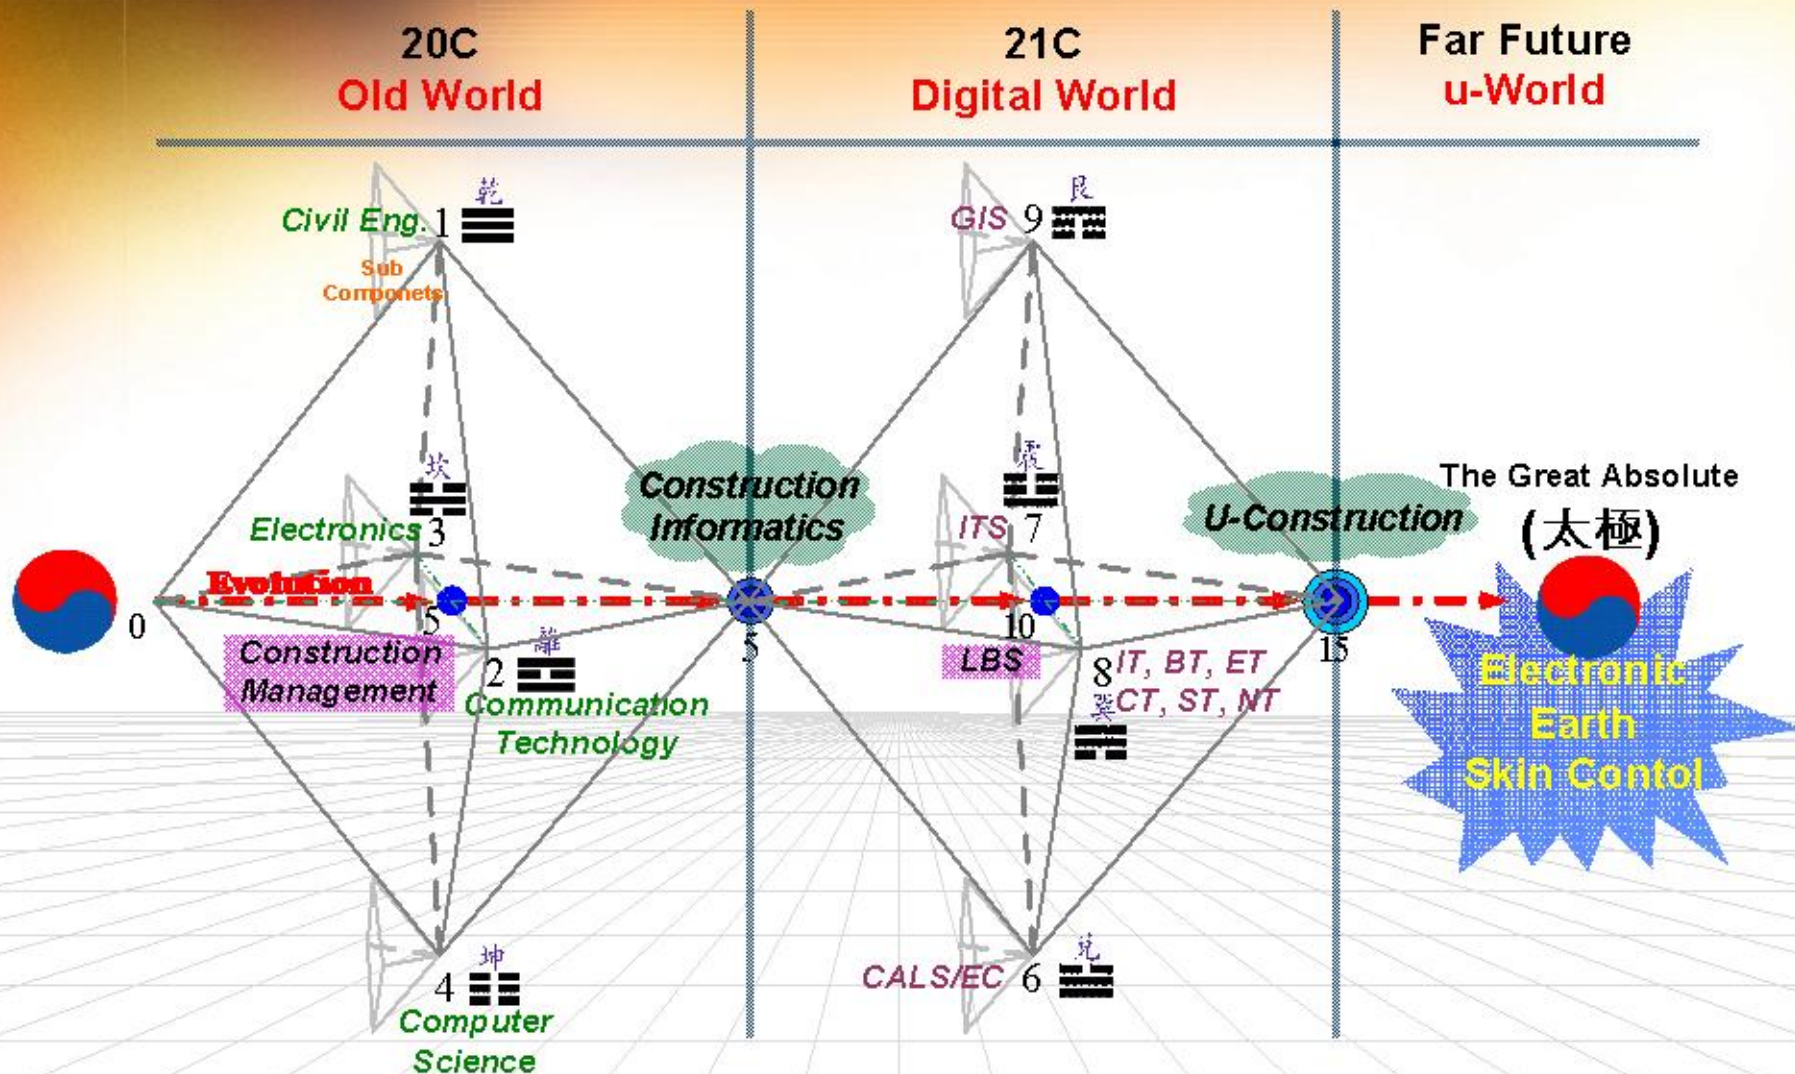 20C
Old World
21C
Digital World
Far Future
u-World
乾
Civil Eng. 1
Sub
Componets
艮
GIS 9
坎
Electronics 3
Evolution
0
5
Construction
Management
離
2
Communication
Technology
坤
4
Computer
Science
Construction
Informatics
5
ITS 7
10
LBS
8 IT, BT, ET
CT, ST, NT
兌
CALS/EC 6
U-Construction
15
The Great Absolute
(太極)
Electronic
Earth
Skin Contol